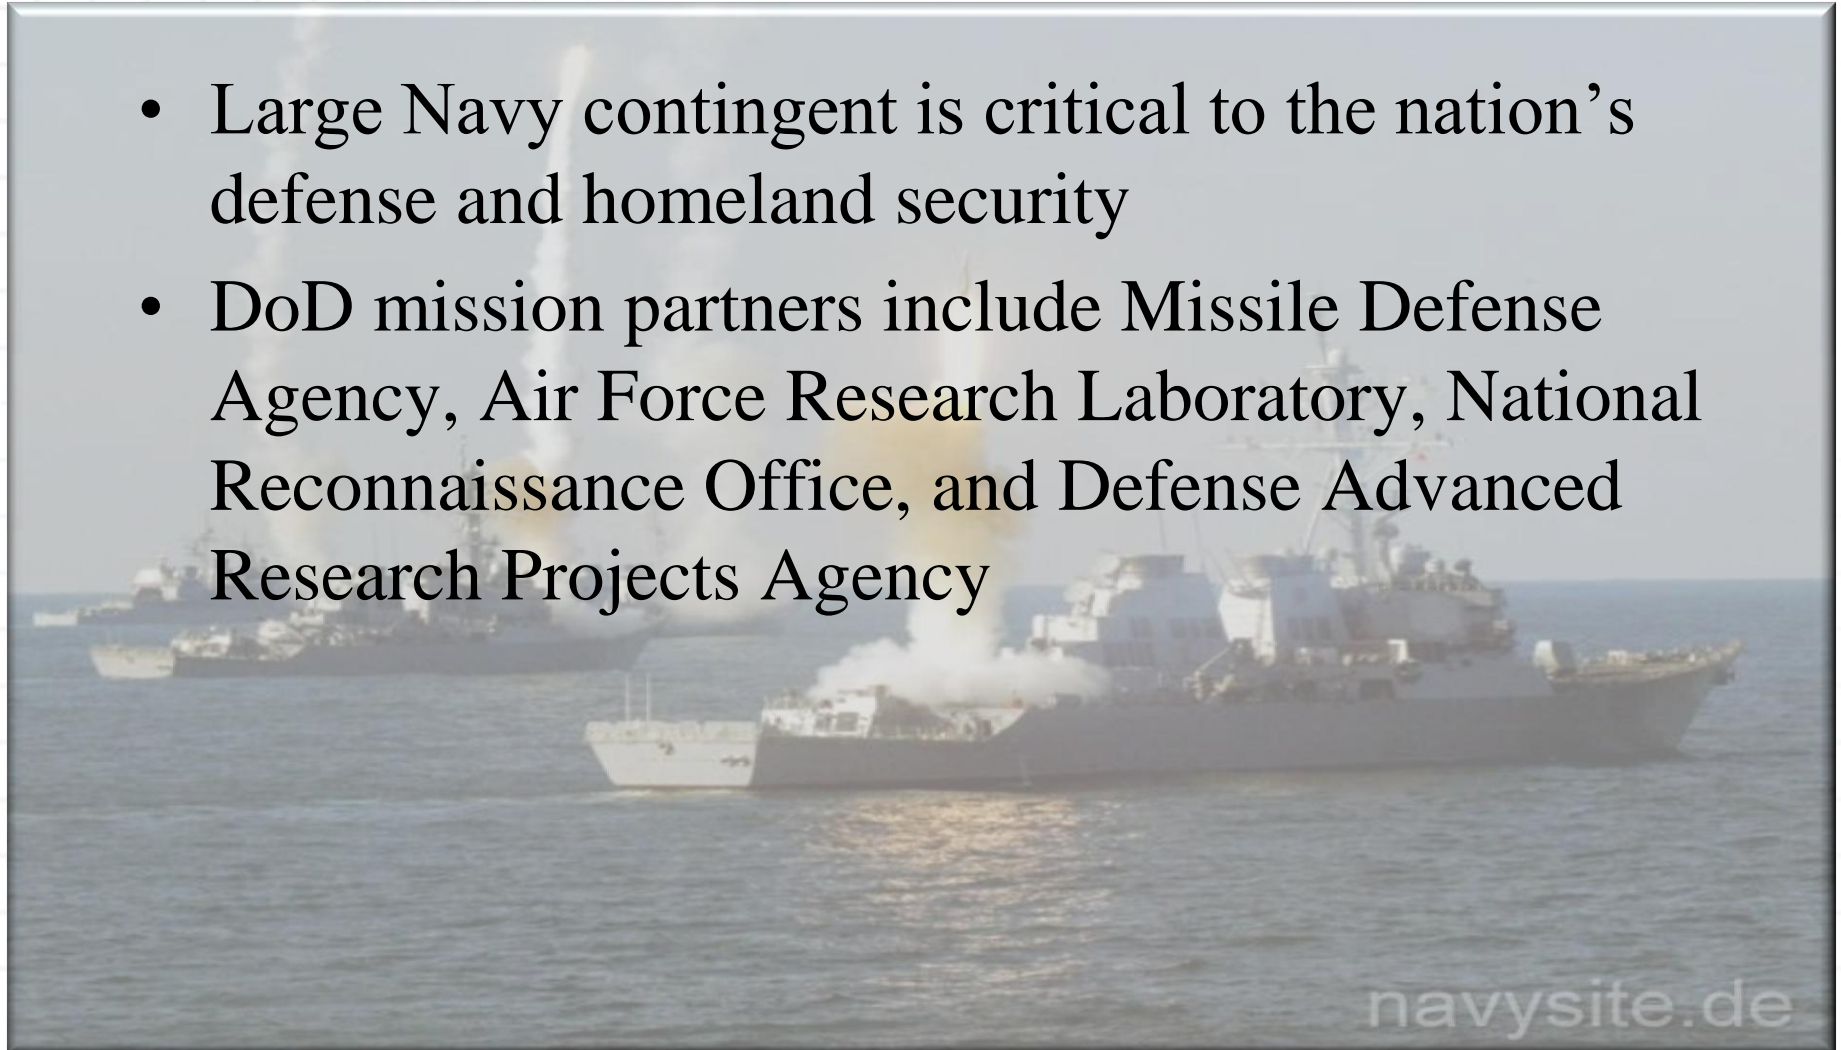 • Large Navy contingent is critical to the nation’s
defense and homeland security
• DoD mission partners include Missile Defense
Agency, Air Force Research Laboratory, National
Reconnaissance Office, and Defense Advanced
Research Projects Agency
navysite.de